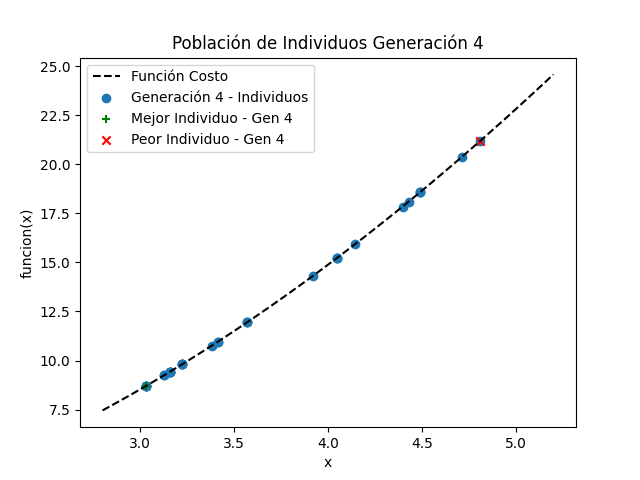 Población de Individuos Generación 4
25.0
22.5
20.0
17.5
15.0
12.5
10.0
7.5
funcion(x)
Función Costo
Generación 4 - Individuos
Mejor Individuo - Gen 4
Peor Individuo - Gen 4
3.0 3.5 4.0 4.5 5.0
x